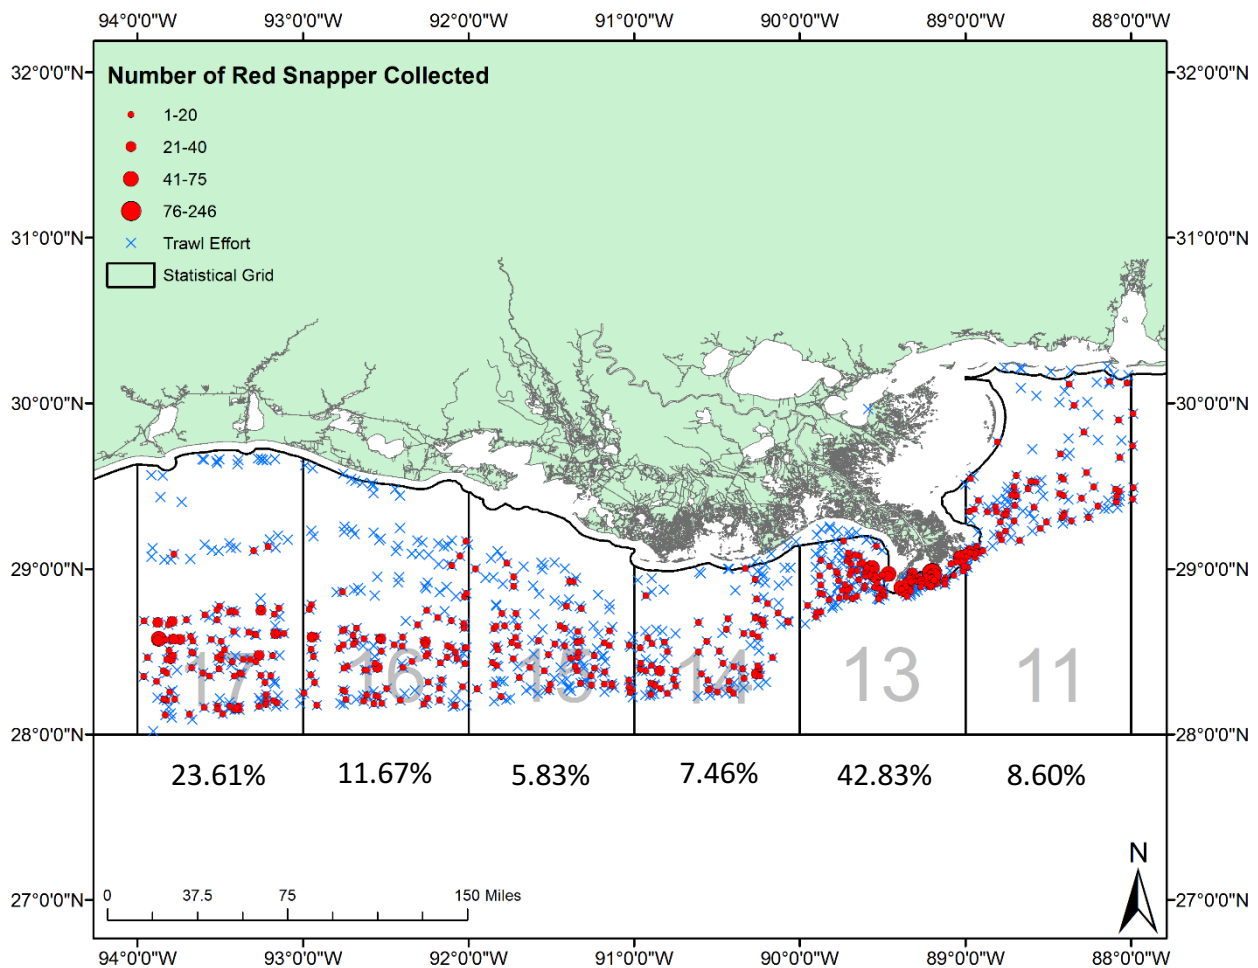 94°0'0"W 93°0'0"W 92°0'0"W 91°0'0"W 90°0'0"W 89°0'0"W 88°0'0"W
32°0'0"N 32°0'0"N
Number of Red Snapper Collected
1-20
21-40
41-75
76-246
Trawl Effort
Statistical Grid
31°0'0"N 31°0'0"N
30°0'0"N 30°0'0"N
29°0'0"N 29°0'0"N
17 16 15 14 13 11
28°0'0"N 28°0'0"N
23.61% 11.67% 5.83% 7.46% 42.83% 8.60%
N
27°0'0"N 27°0'0"N
0 37.5 75 150 Miles
94°0'0"W 93°0'0"W 92°0'0"W 91°0'0"W 90°0'0"W 89°0'0"W 88°0'0"W